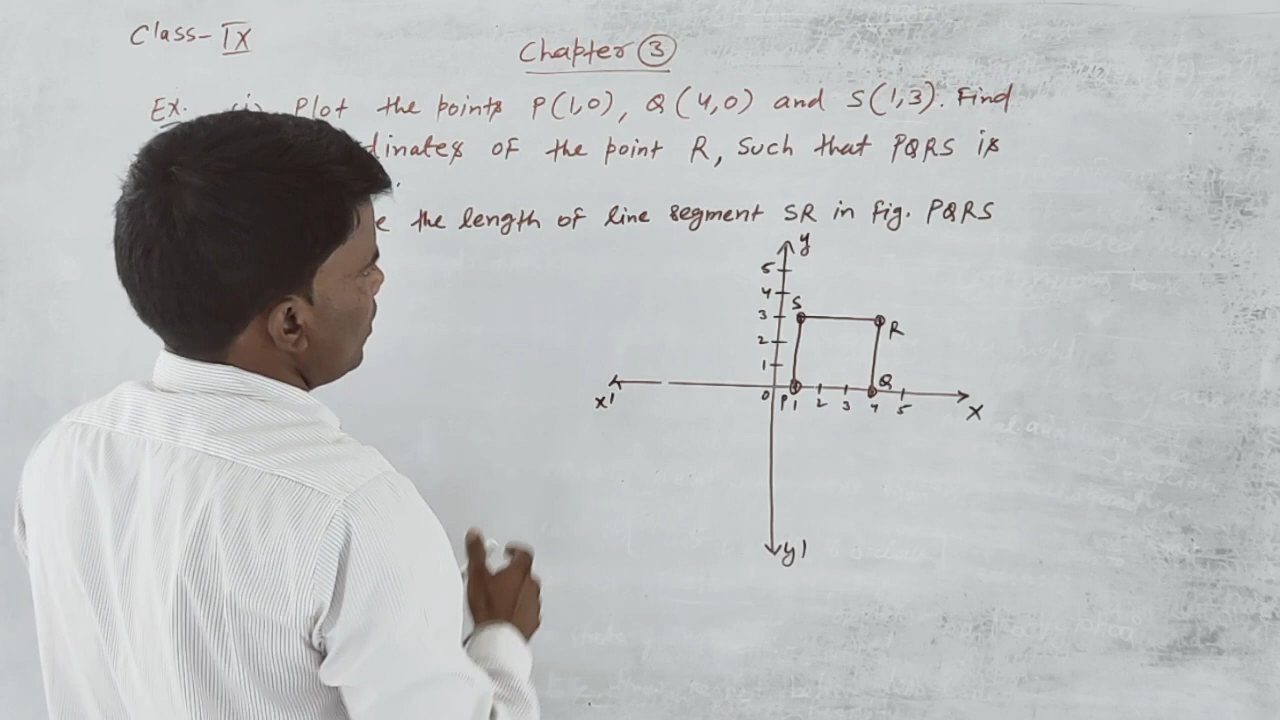 Class-IX
Chapter 3
Ex. (i) Plot the points P(1,0), Q(4,0) and S(1,3). Find
dinates of the point R, Such that PQRS is
e the length of line segment SR in fig. PQRS
y
5
4
S
3
R
2
1
Q
0 P 1 2 3 4 5
x'
X
y'